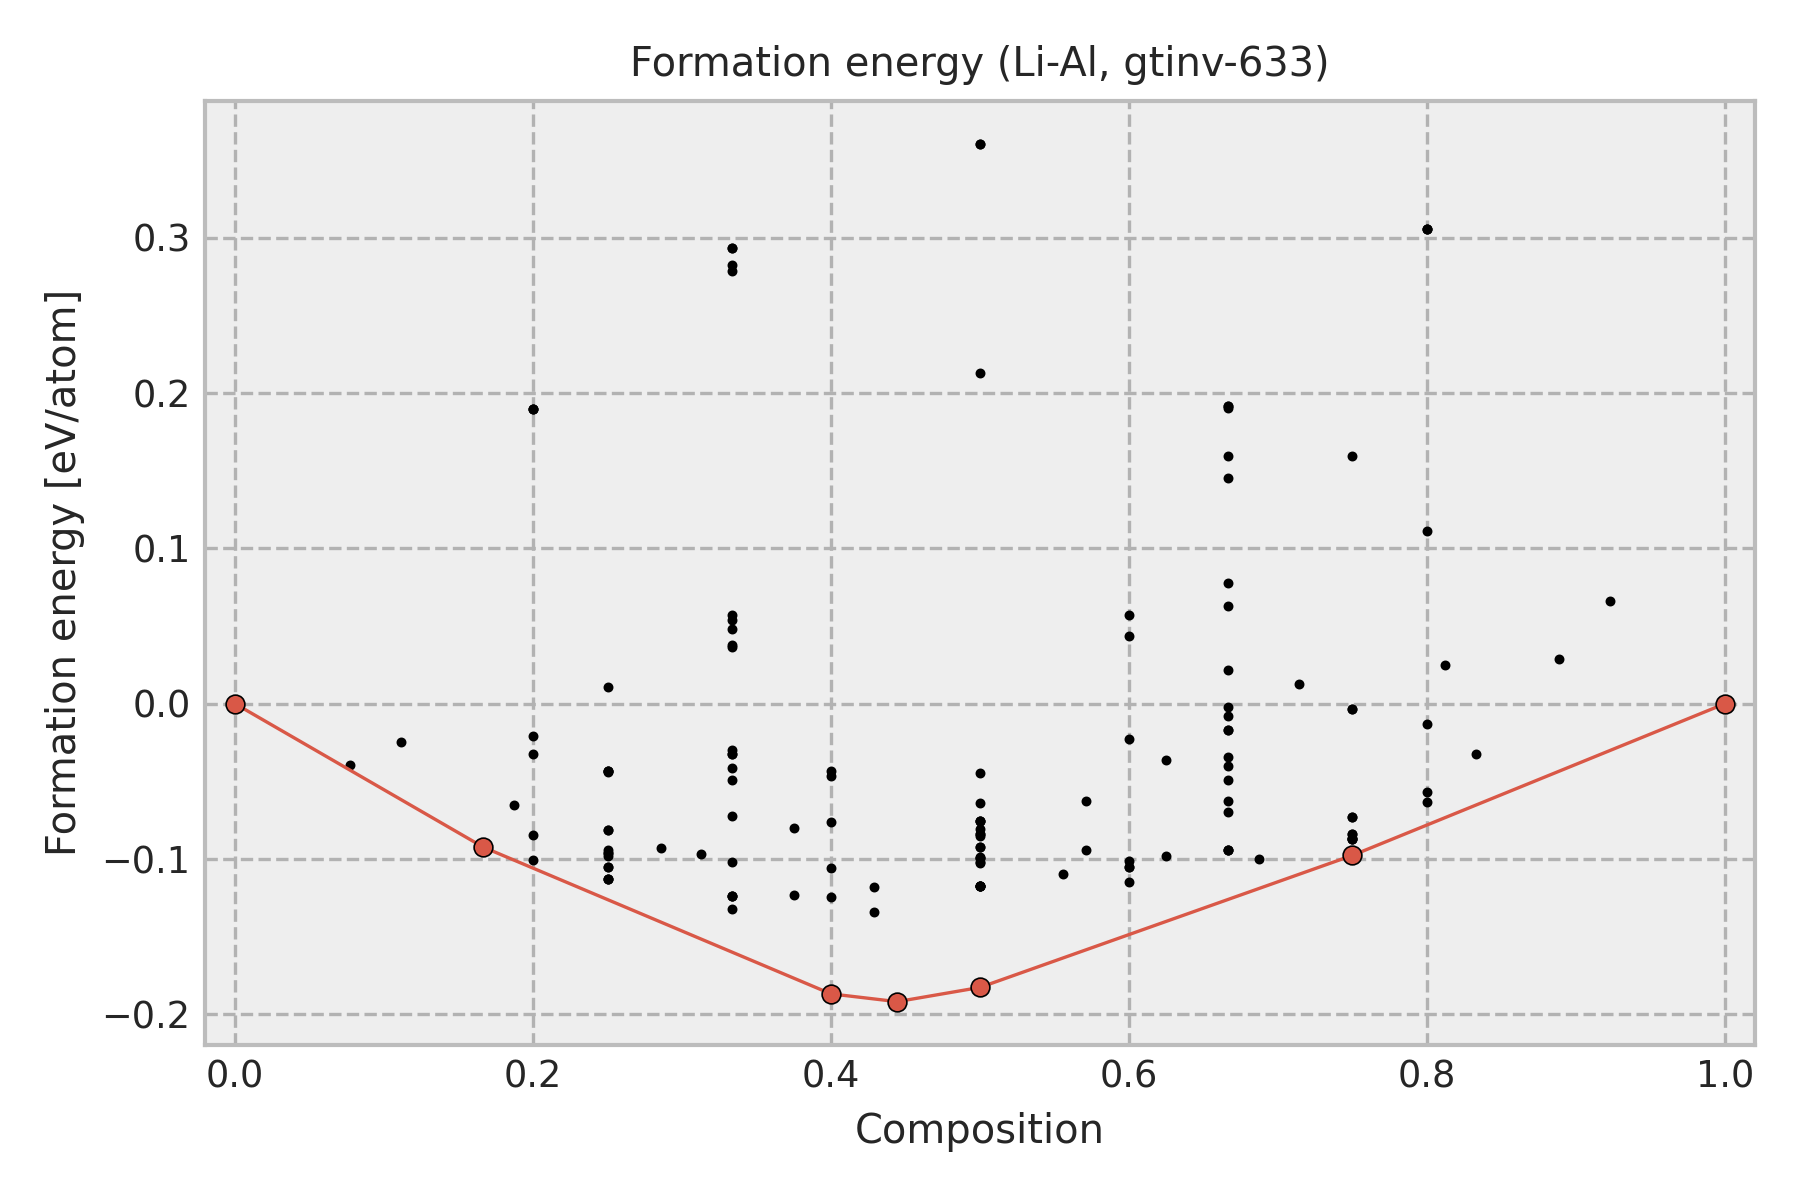 Formation energy (Li-Al, gtinv-633)
Formation energy [eV/atom]
0.3
0.2
0.1
0.0
−0.1
−0.2
0.0 0.2 0.4 0.6 0.8 1.0
Composition